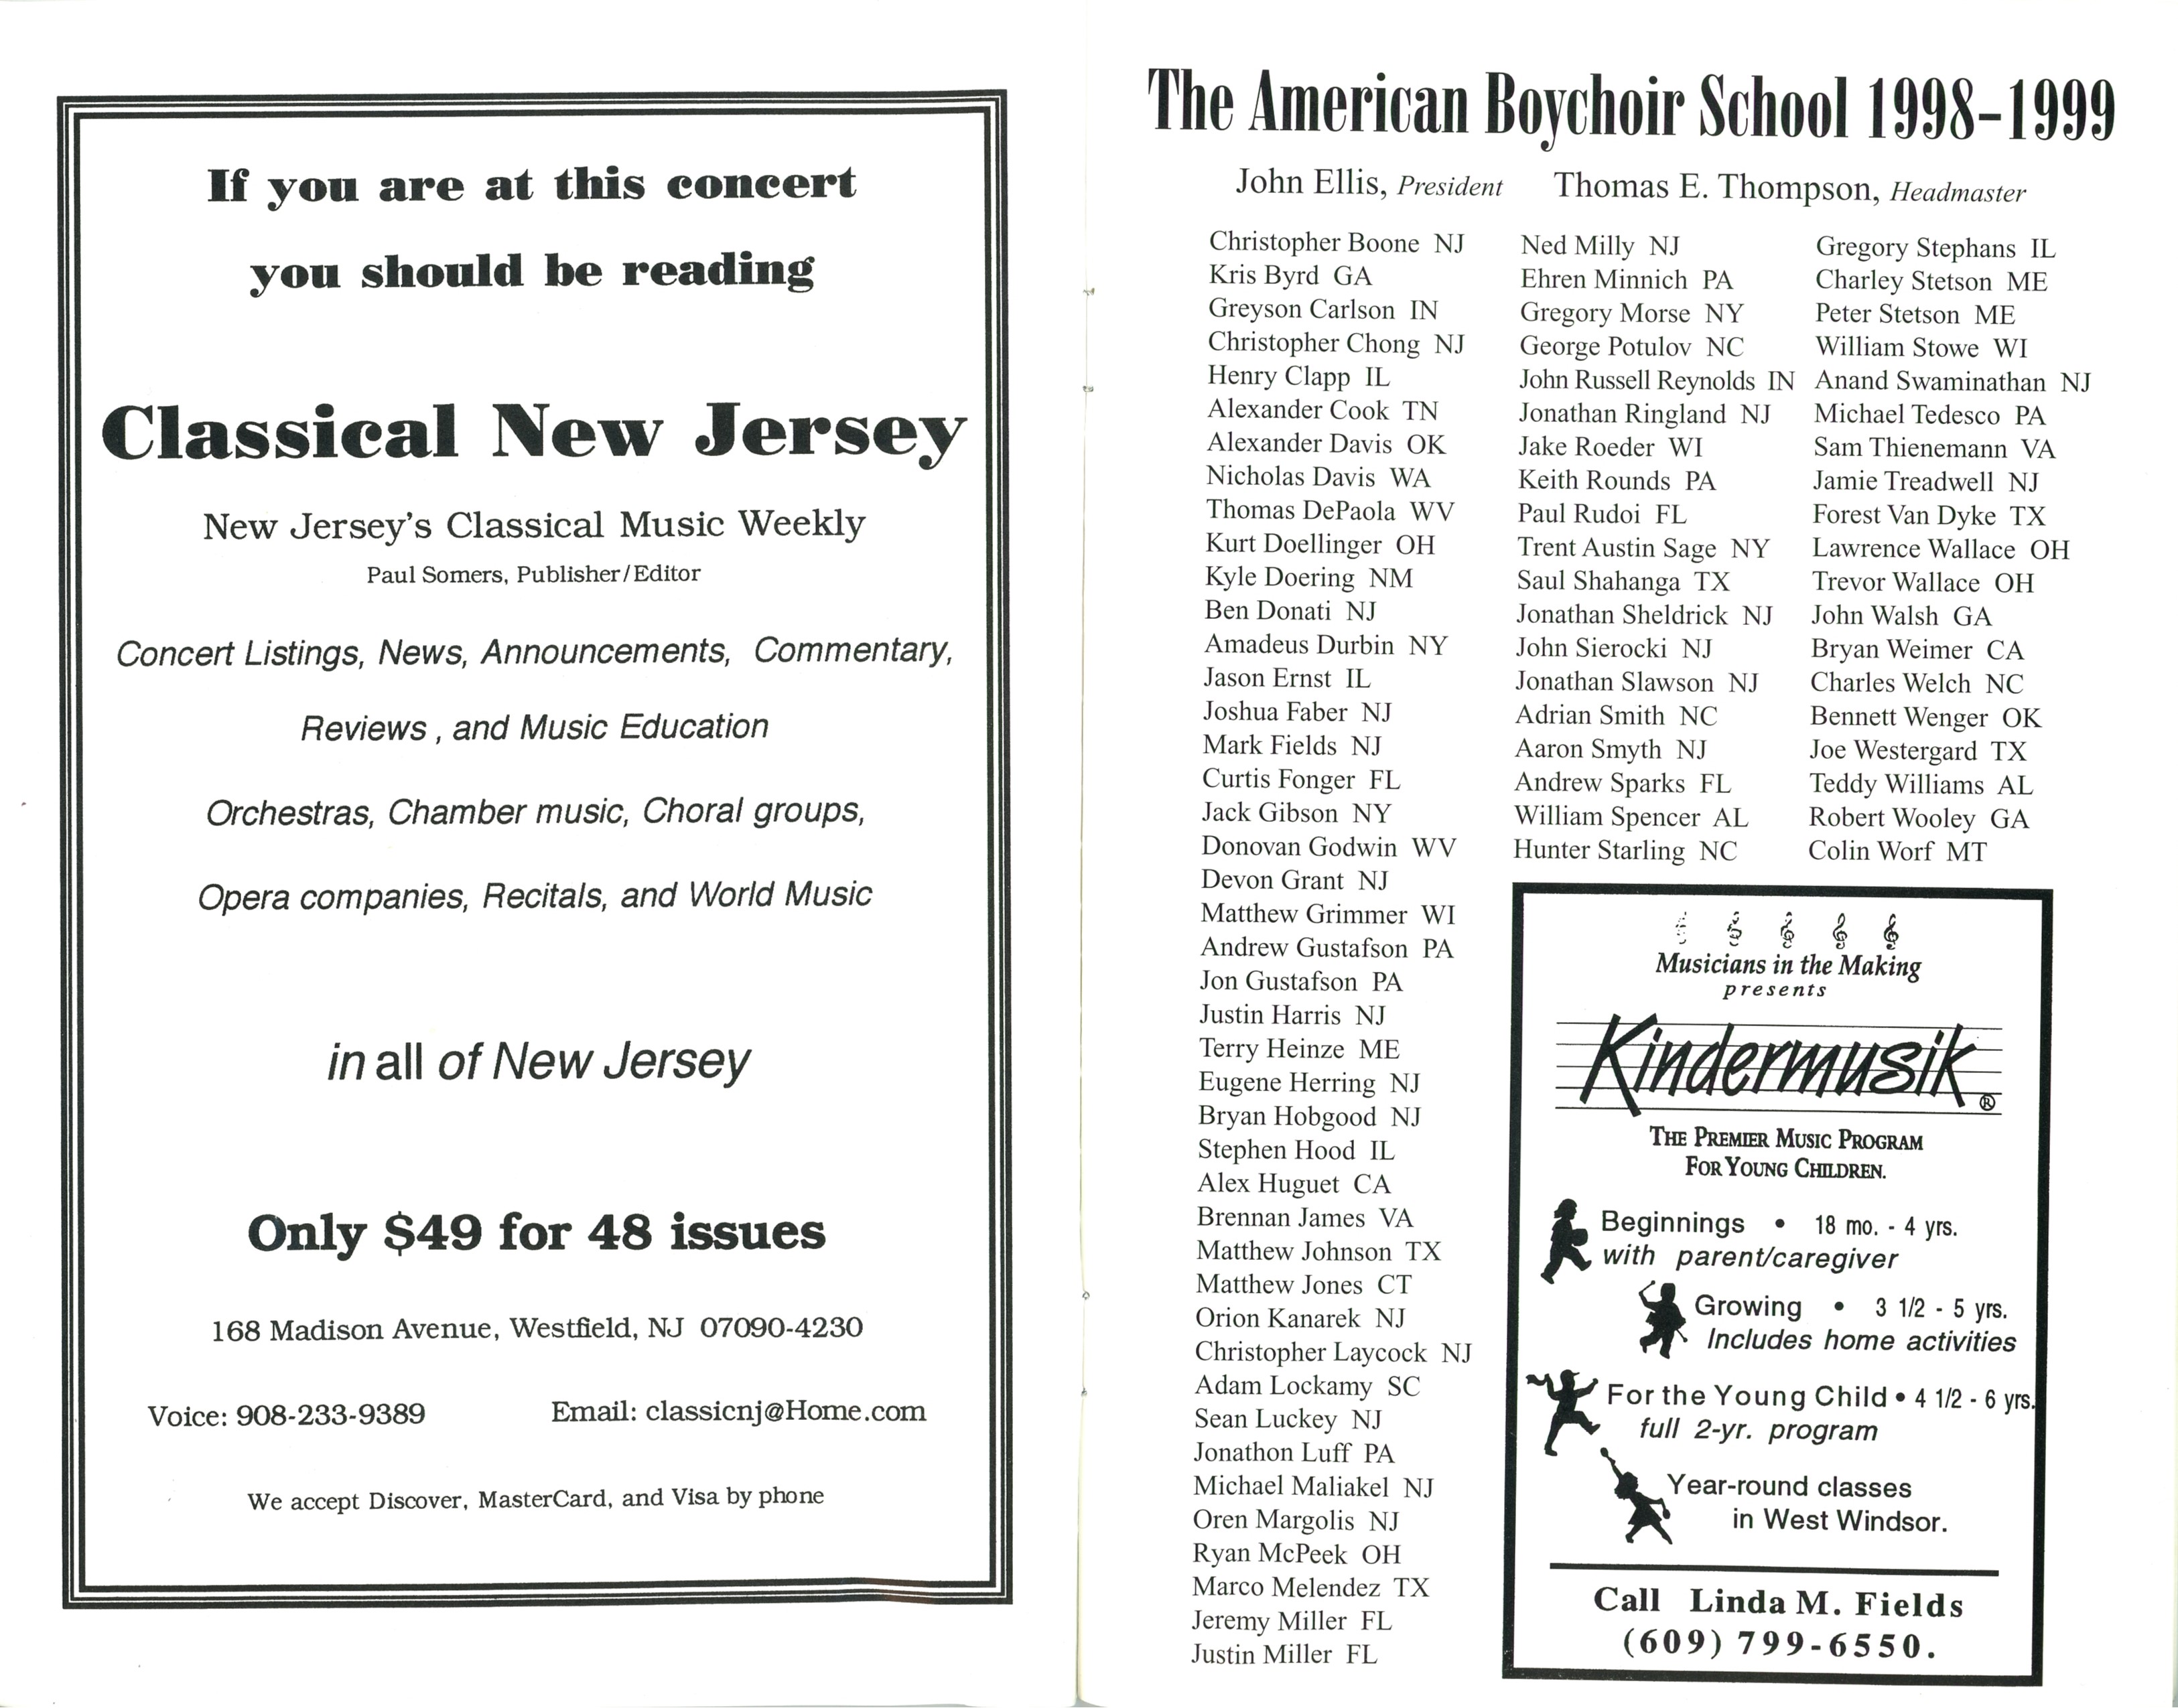 If you are at this concert
you should be reading
Classical New Jersey
New Jersey's Classical Music Weekly
Paul Somers, Publisher/Editor
Concert Listings, News, Announcements, Commentary,
Reviews , and Music Education
Orchestras, Chamber music, Choral groups,
Opera companies, Recitals, and World Music
in all of New Jersey
Only $49 for 48 issues
168 Madison Avenue, Westfield, NJ 07090-4230
Voice: 908-233-9389 Email: classicnj@Home.com
We accept Discover, MasterCard, and Visa by phone
The American Boychoir School 1998-1999
John Ellis, President Thomas E. Thompson, Headmaster
Christopher Boone NJ
Kris Byrd GA
Greyson Carlson IN
Christopher Chong NJ
Henry Clapp IL
Alexander Cook TN
Alexander Davis OK
Nicholas Davis WA
Thomas DePaola WV
Kurt Doellinger OH
Kyle Doering NM
Ben Donati NJ
Amadeus Durbin NY
Jason Ernst IL
Joshua Faber NJ
Mark Fields NJ
Curtis Fonger FL
Jack Gibson NY
Donovan Godwin WV
Devon Grant NJ
Matthew Grimmer WI
Andrew Gustafson PA
Jon Gustafson PA
Justin Harris NJ
Terry Heinze ME
Eugene Herring NJ
Bryan Hobgood NJ
Stephen Hood IL
Alex Huguet CA
Brennan James VA
Matthew Johnson TX
Matthew Jones CT
Orion Kanarek NJ
Christopher Laycock NJ
Adam Lockamy SC
Sean Luckey NJ
Jonathon Luff PA
Michael Maliakel NJ
Oren Margolis NJ
Ryan McPeek OH
Marco Melendez TX
Jeremy Miller FL
Justin Miller FL
Ned Milly NJ
Ehren Minnich PA
Gregory Morse NY
George Potulov NC
John Russell Reynolds IN
Jonathan Ringland NJ
Jake Roeder WI
Keith Rounds PA
Paul Rudoi FL
Trent Austin Sage NY
Saul Shahanga TX
Jonathan Sheldrick NJ
John Sierocki NJ
Jonathan Slawson NJ
Adrian Smith NC
Aaron Smyth NJ
Andrew Sparks FL
William Spencer AL
Hunter Starling NC
Gregory Stephans IL
Charley Stetson ME
Peter Stetson ME
William Stowe WI
Anand Swaminathan NJ
Michael Tedesco PA
Sam Thienemann VA
Jamie Treadwell NJ
Forest Van Dyke TX
Lawrence Wallace OH
Trevor Wallace OH
John Walsh GA
Bryan Weimer CA
Charles Welch NC
Bennett Wenger OK
Joe Westergard TX
Teddy Williams AL
Robert Wooley GA
Colin Worf MT
Musicians in the Making
presents
Kindermusik ®
THE PREMIER MUSIC PROGRAM
FOR YOUNG CHILDREN.
Beginnings • 18 mo. - 4 yrs.
with parent/caregiver
Growing • 3 1/2 - 5 yrs.
Includes home activities
For the Young Child • 4 1/2 - 6 yrs.
full 2-yr. program
Year-round classes
in West Windsor.
Call Linda M. Fields
(609) 799-6550.